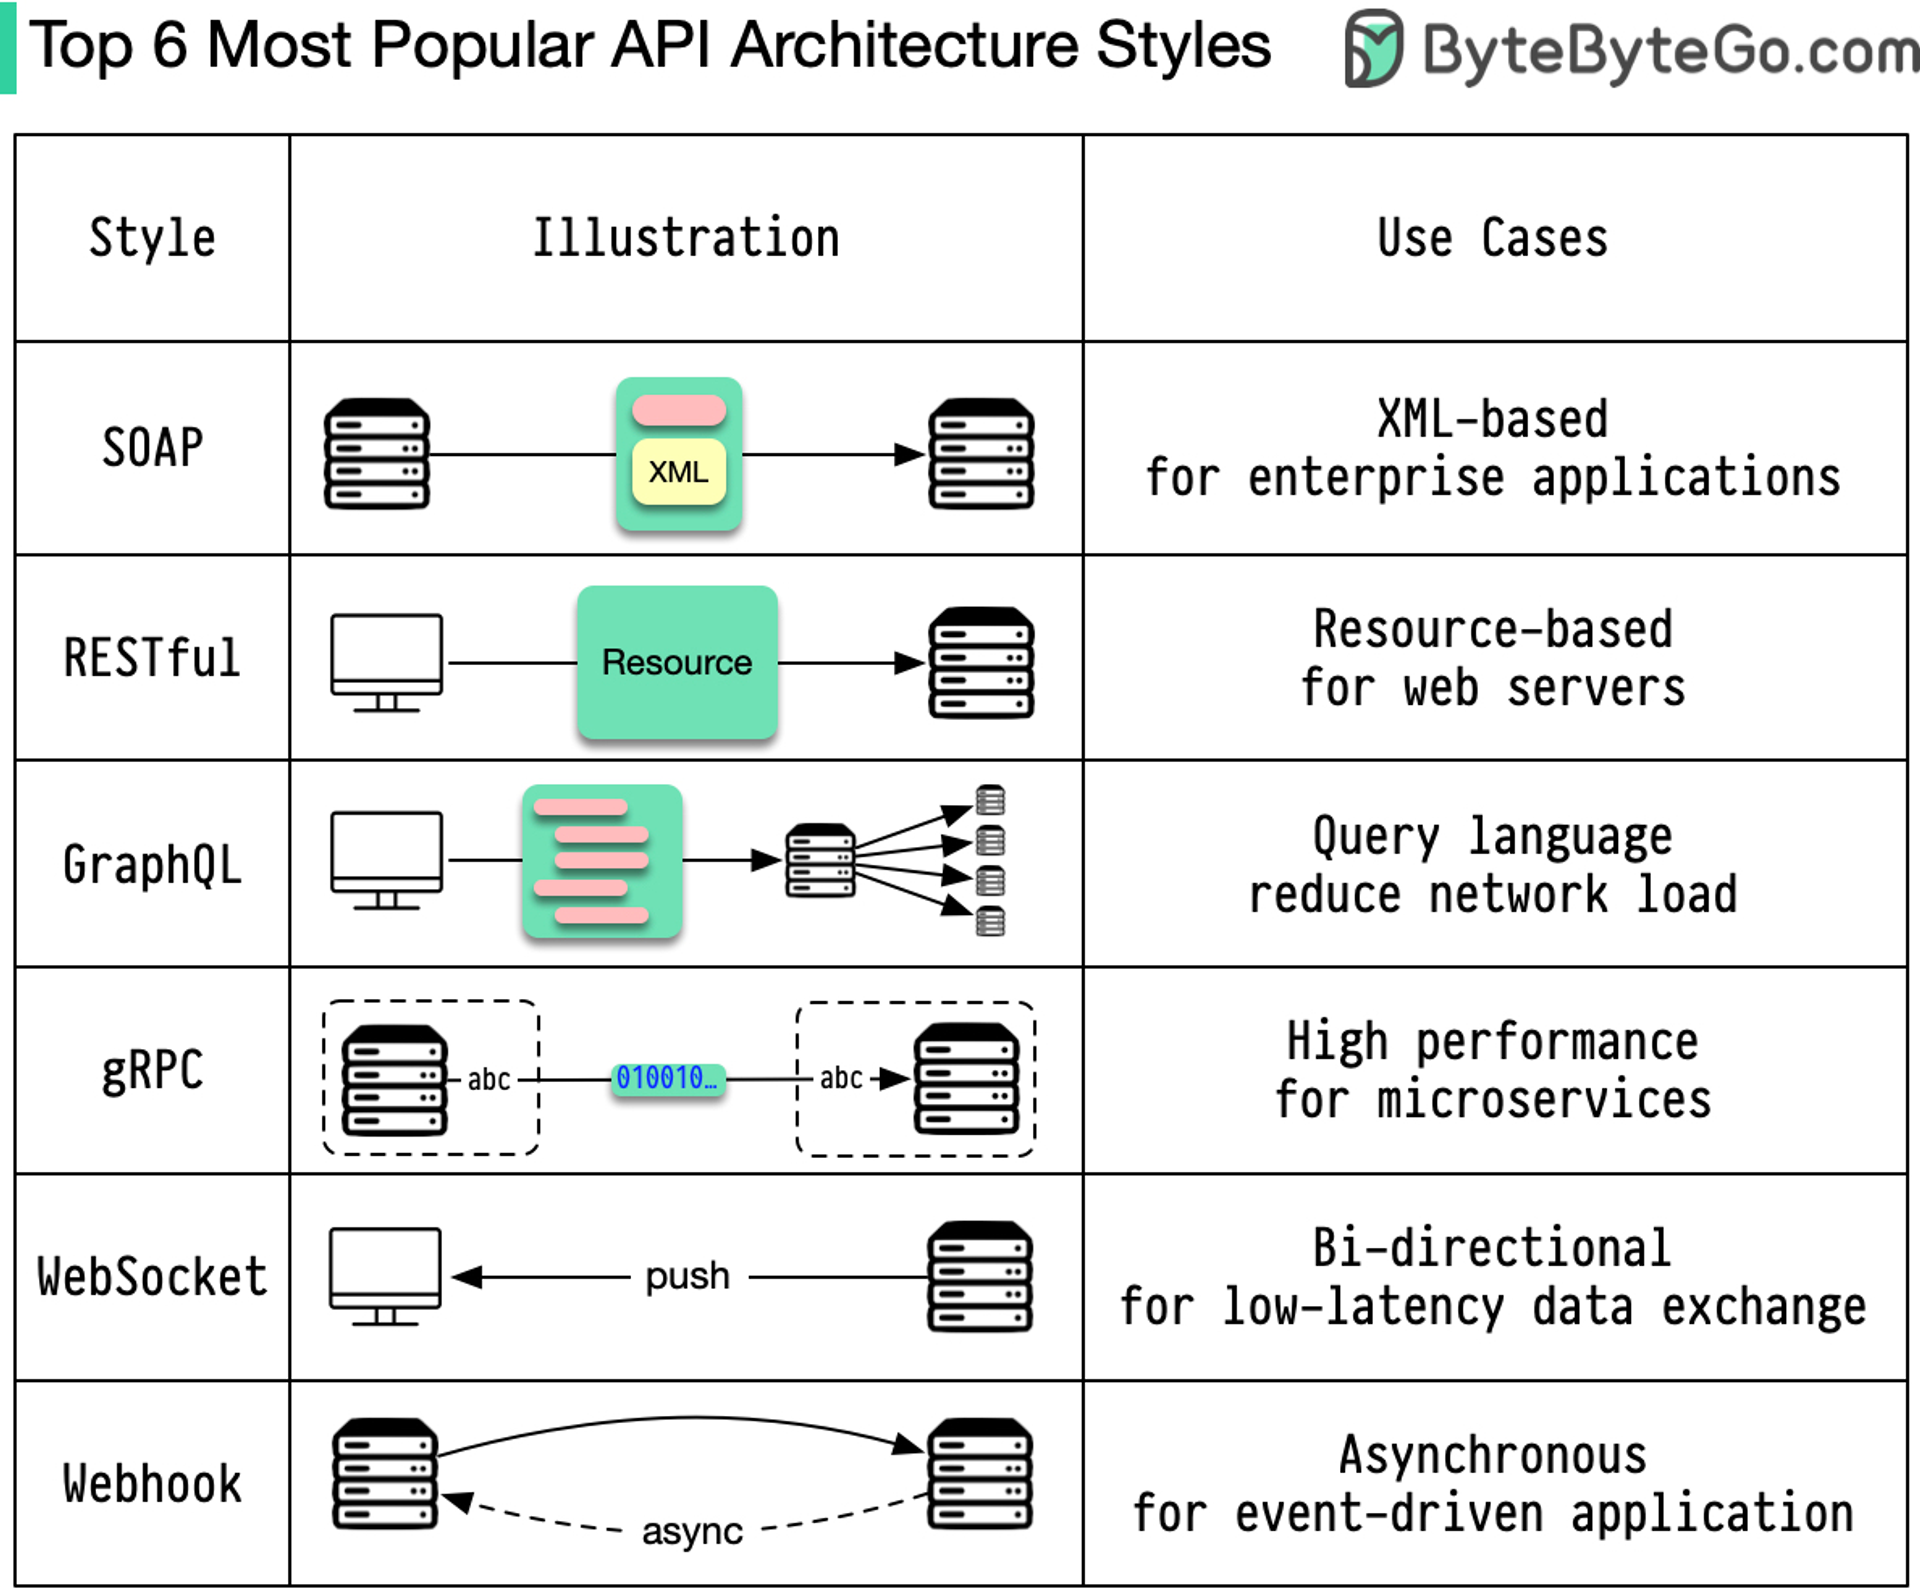 Top 6 Most Popular API Architecture Styles
ByteByteGo.com
Style
Illustration
Use Cases
SOAP
XML
XML-based
for enterprise applications
RESTful
Resource
Resource-based
for web servers
GraphQL
Query language
reduce network load
gRPC
abc
010010…
abc
High performance
for microservices
WebSocket
push
Bi-directional
for low-latency data exchange
Webhook
async
Asynchronous
for event-driven application